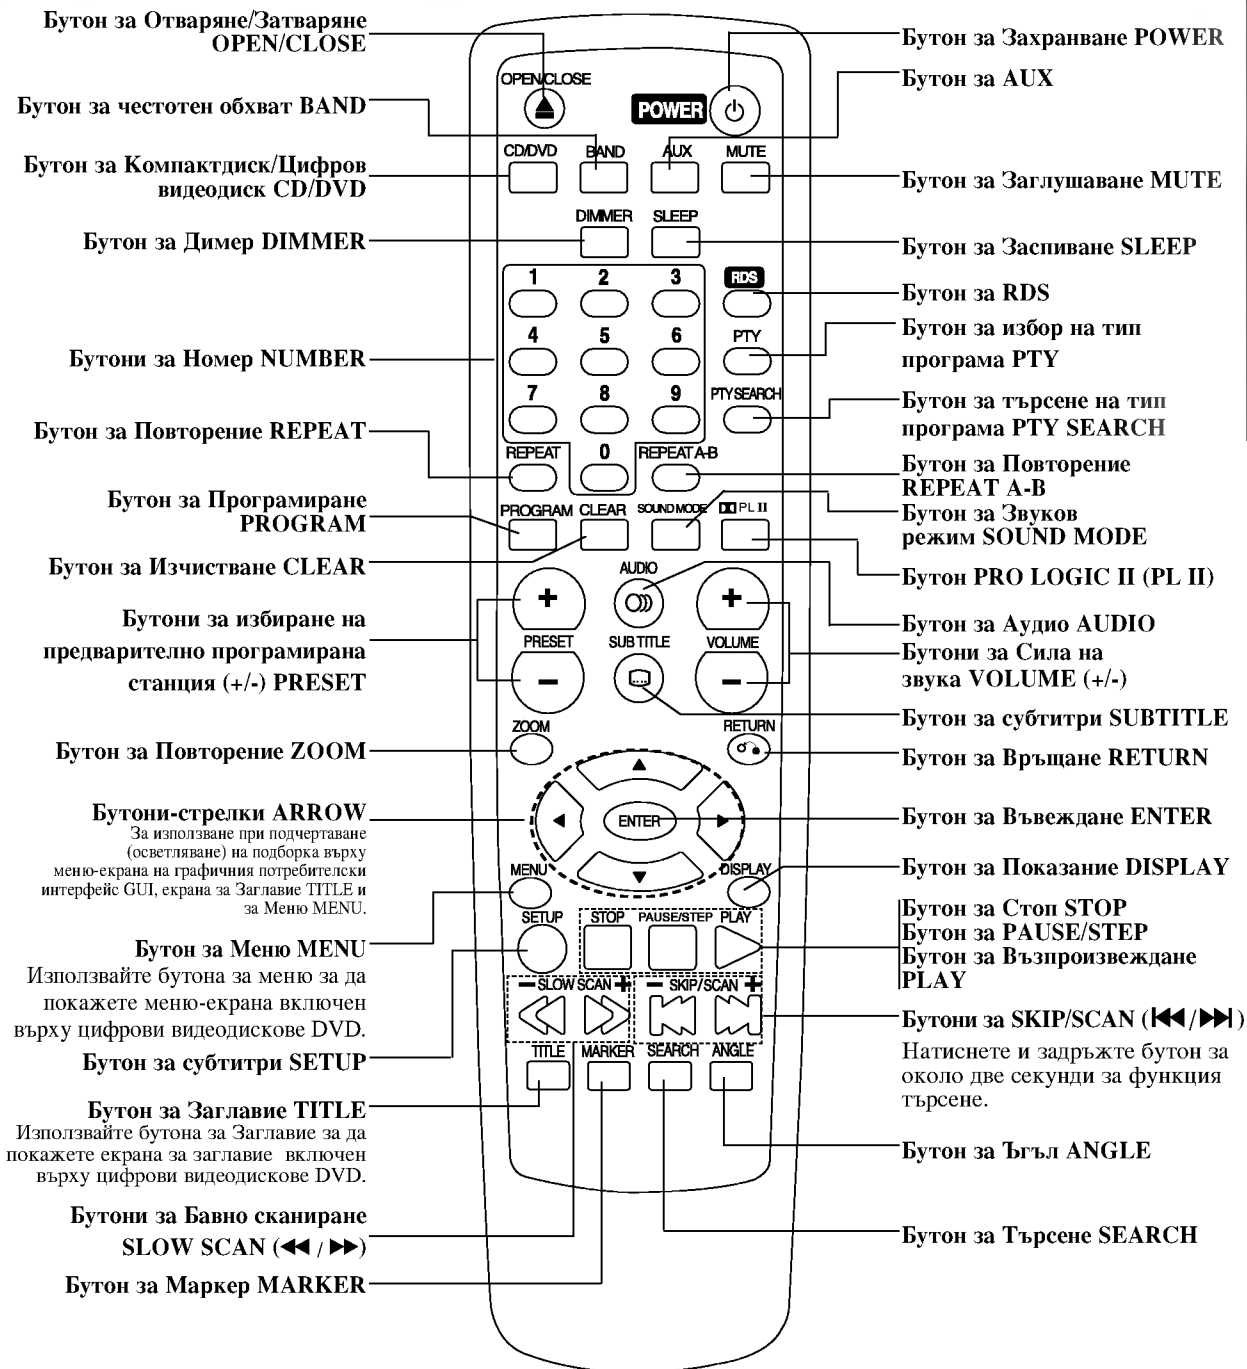 Бутон за Отваряне/Затваряне
OPEN/CLOSE
Бутон за честотен обхват BAND
Бутон за Компактдиск/Цифров
видеодиск CD/DVD
Бутон за Димер DIMMER
Бутони за Номер NUMBER
Бутон за Повторение REPEAT
Бутон за Програмиране
PROGRAM
Бутон за Изчистване CLEAR
Бутони за избиране на
предварително програмирана
станция (+/-) PRESET
Бутон за Повторение ZOOM
Бутони-стрелки ARROW
За използване при подчертаване
(осветляване) на подборка върху
меню-екрана на графичния потребителски
интерфейс GUI, екрана за Заглавие TITLE и
за Меню MENU.
Бутон за Меню MENU
Използвайте бутона за меню за да
покажете меню-екрана включен
върху цифрови видеодискове DVD.
Бутон за субтитри SETUP
Бутон за Заглавие TITLE
Използвайте бутона за Заглавие за да
покажете екрана за заглавие включен
върху цифрови видеодискове DVD.
Бутони за Бавно сканиране
SLOW SCAN (◀◀ / ▶▶)
Бутон за Маркер MARKER
OPEN/CLOSE
POWER
CD/DVD BAND AUX MUTE
DIMMER SLEEP
1 2 3 RDS
4 5 6 PTY
7 8 9 PTY SEARCH
REPEAT 0 REPEAT A-B
PROGRAM CLEAR SOUND MODE PL II
+ AUDIO +
PRESET SUB TITLE VOLUME
− −
ZOOM RETURN
▲
◀ ENTER ▶
▼
MENU DISPLAY
SETUP STOP PAUSE/STEP PLAY
− SLOW SCAN + − SKIP/SCAN +
TITLE MARKER SEARCH ANGLE
Бутон за Захранване POWER
Бутон за AUX
Бутон за Заглушаване MUTE
Бутон за Заспиване SLEEP
Бутон за RDS
Бутон за избор на тип
програма PTY
Бутон за търсене на тип
програма PTY SEARCH
Бутон за Повторение
REPEAT A-B
Бутон за Звуков
режим SOUND MODE
Бутон PRO LOGIC II (PL II)
Бутон за Аудио AUDIO
Бутони за Сила на
звука VOLUME (+/-)
Бутон за субтитри SUBTITLE
Бутон за Връщане RETURN
Бутон за Въвеждане ENTER
Бутон за Показание DISPLAY
Бутон за Стоп STOP
Бутон за PAUSE/STEP
Бутон за Възпроизвеждане
PLAY
Бутони за SKIP/SCAN (⏮ / ⏭)
Натиснете и задръжте бутон за
около две секунди за функция
търсене.
Бутон за Ъгъл ANGLE
Бутон за Търсене SEARCH